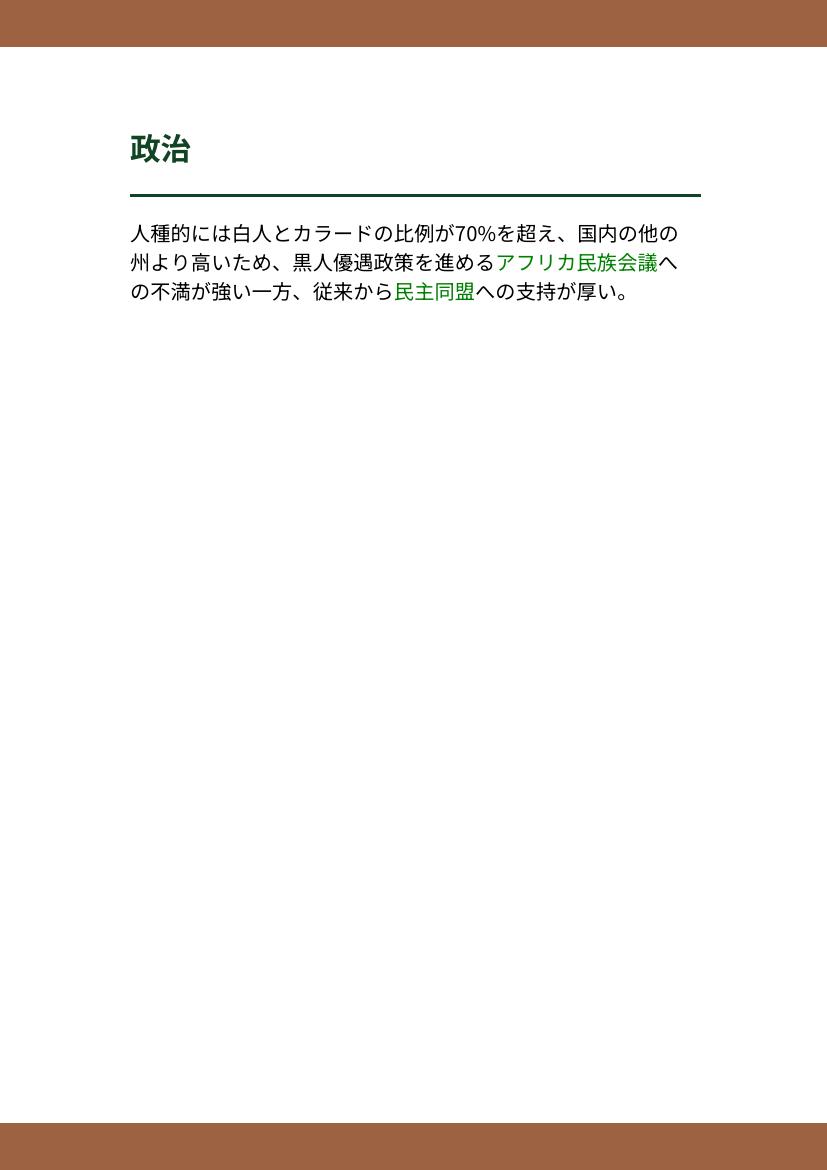 政治
人種的には白人とカラードの比例が70%を超え、国内の他の
州より高いため、黒人優遇政策を進めるアフリカ民族会議へ
の不満が強い一方、従来から民主同盟への支持が厚い。